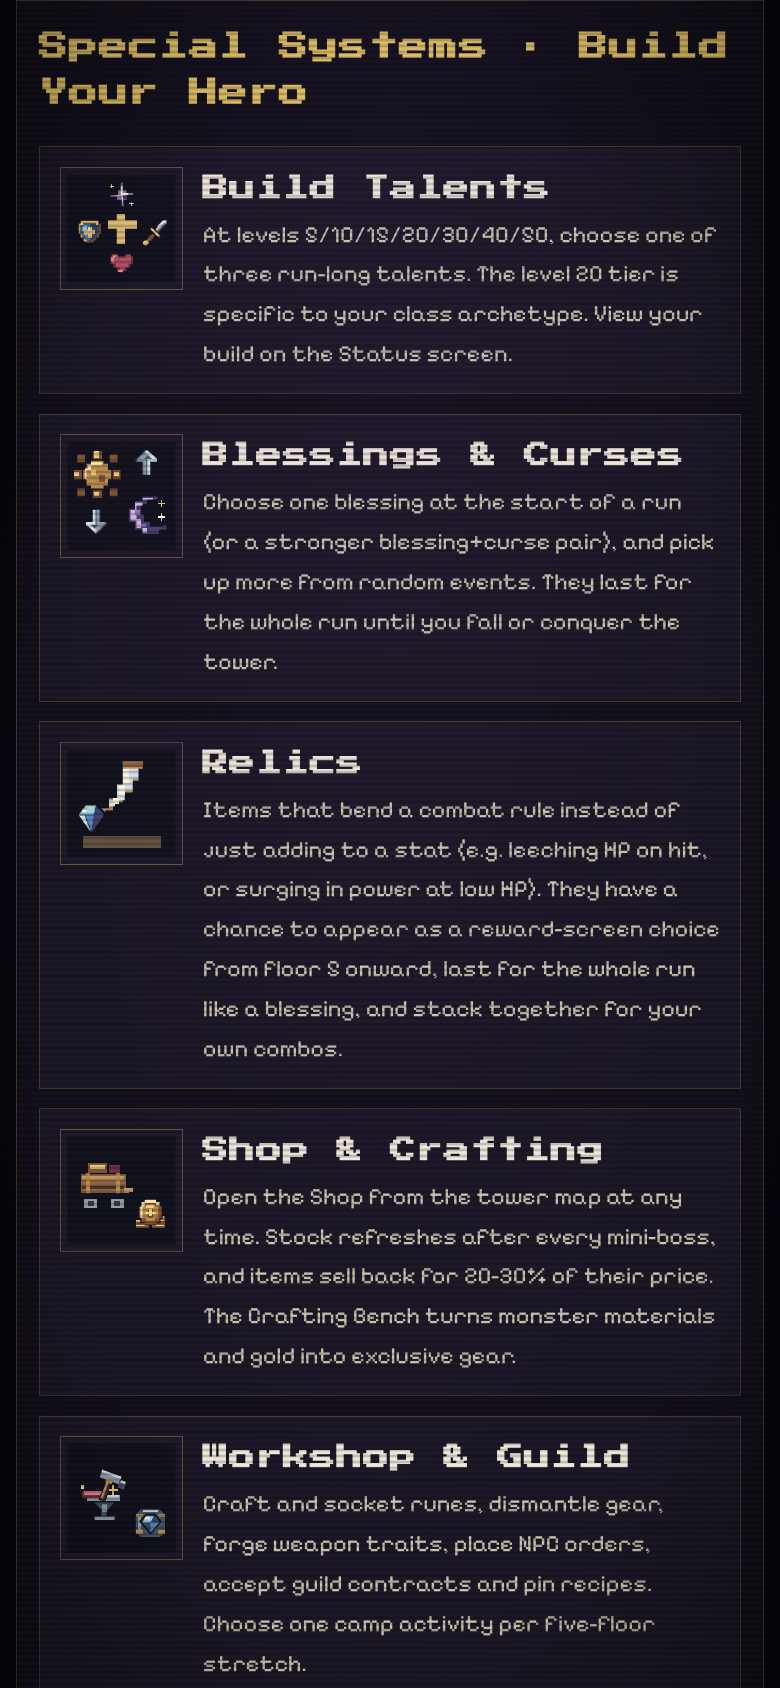 Special Systems · Build
Your Hero
Build Talents
At levels 5/10/15/20/30/40/50, choose one of
three run-long talents. The level 20 tier is
specific to your class archetype. View your
build on the Status screen.
Blessings & Curses
Choose one blessing at the start of a run
(or a stronger blessing+curse pair), and pick
up more from random events. They last for
the whole run until you fall or conquer the
tower.
Relics
Items that bend a combat rule instead of
just adding to a stat (e.g. leeching HP on hit,
or surging in power at low HP). They have a
chance to appear as a reward-screen choice
from floor 5 onward, last for the whole run
like a blessing, and stack together for your
own combos.
Shop & Crafting
Open the Shop from the tower map at any
time. Stock refreshes after every mini-boss,
and items sell back for 20-30% of their price.
The Crafting Bench turns monster materials
and gold into exclusive gear.
Workshop & Guild
Craft and socket runes, dismantle gear,
forge weapon traits, place NPC orders,
accept guild contracts and pin recipes.
Choose one camp activity per five-floor
stretch.